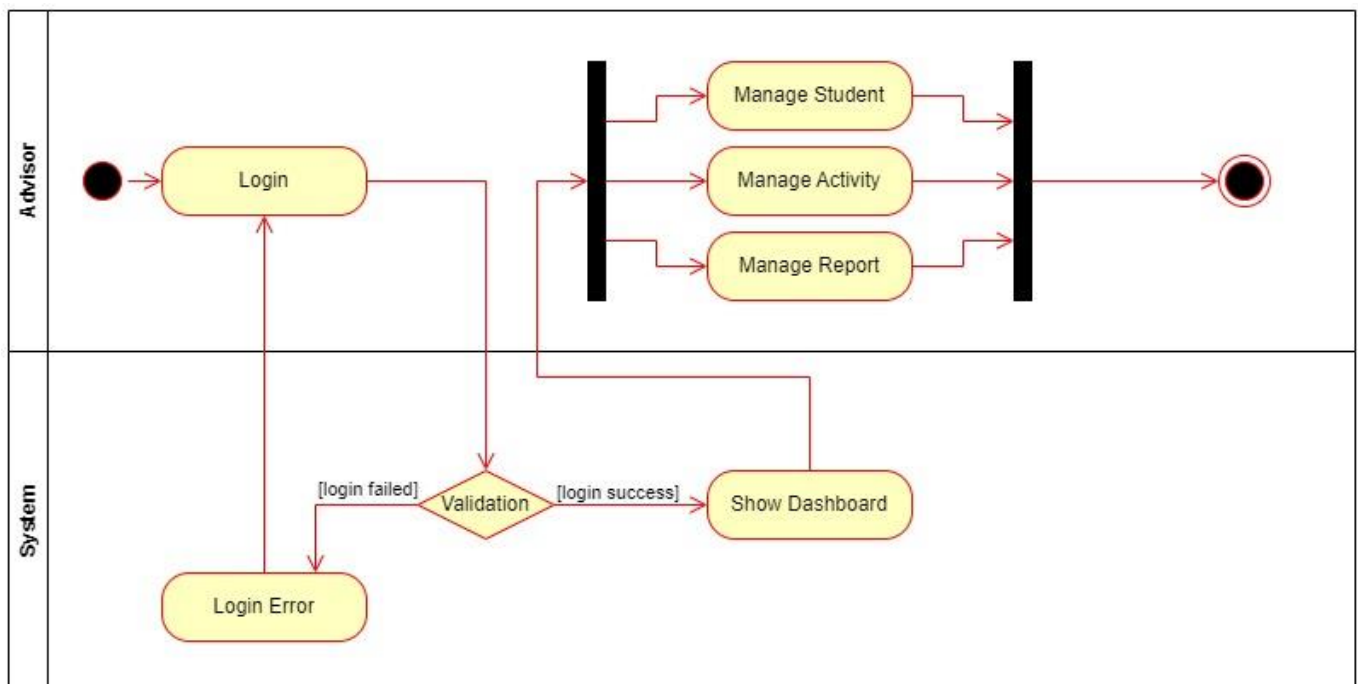 Advisor
Login
Manage Student
Manage Activity
Manage Report
System
[login failed]
Validation
[login success]
Show Dashboard
Login Error